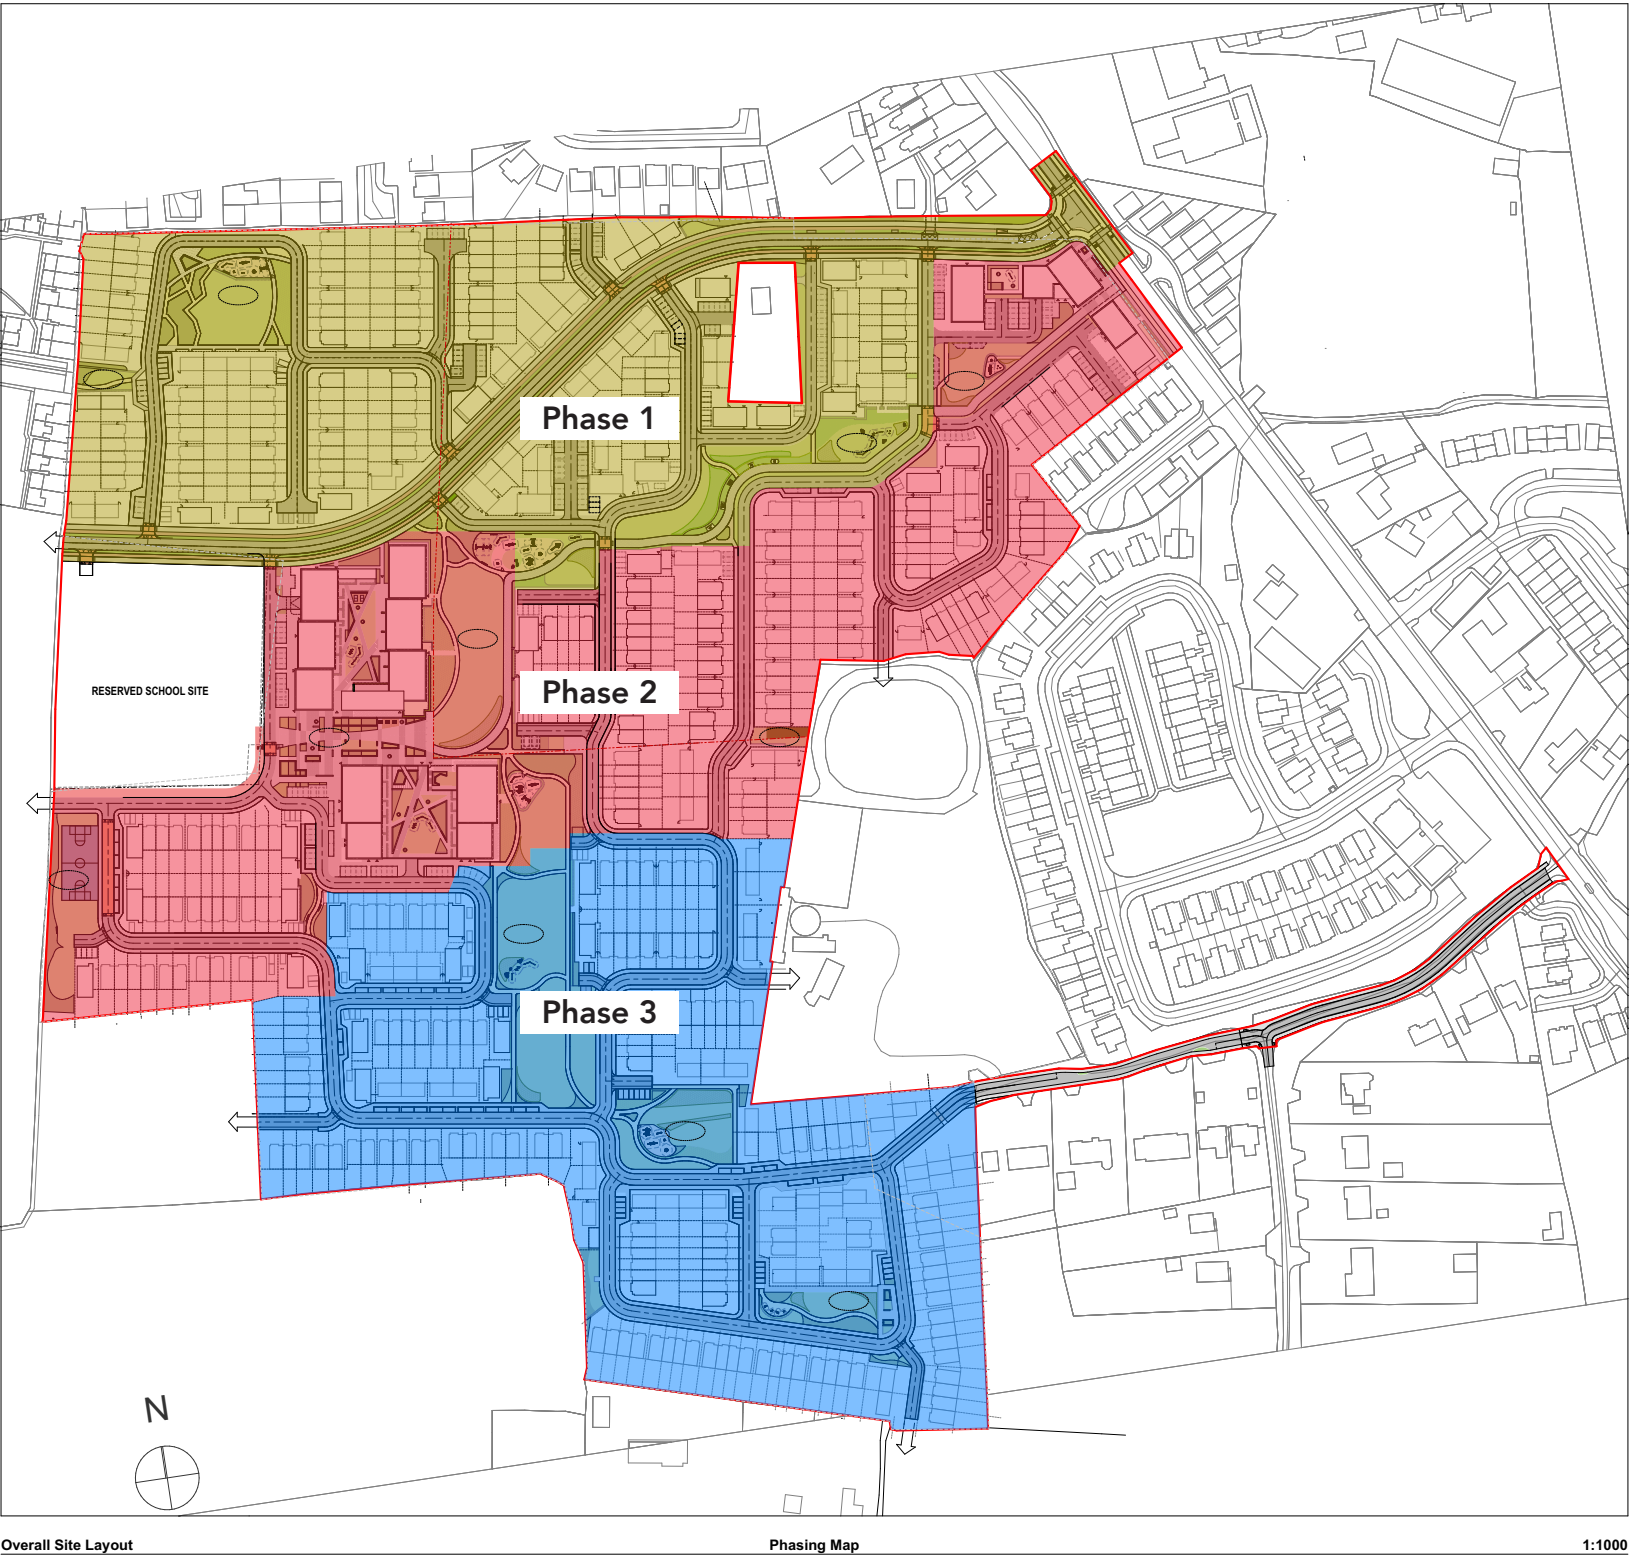 Phase 1
RESERVED SCHOOL SITE
Phase 2
Phase 3
N
Overall Site Layout
Phasing Map
1:1000